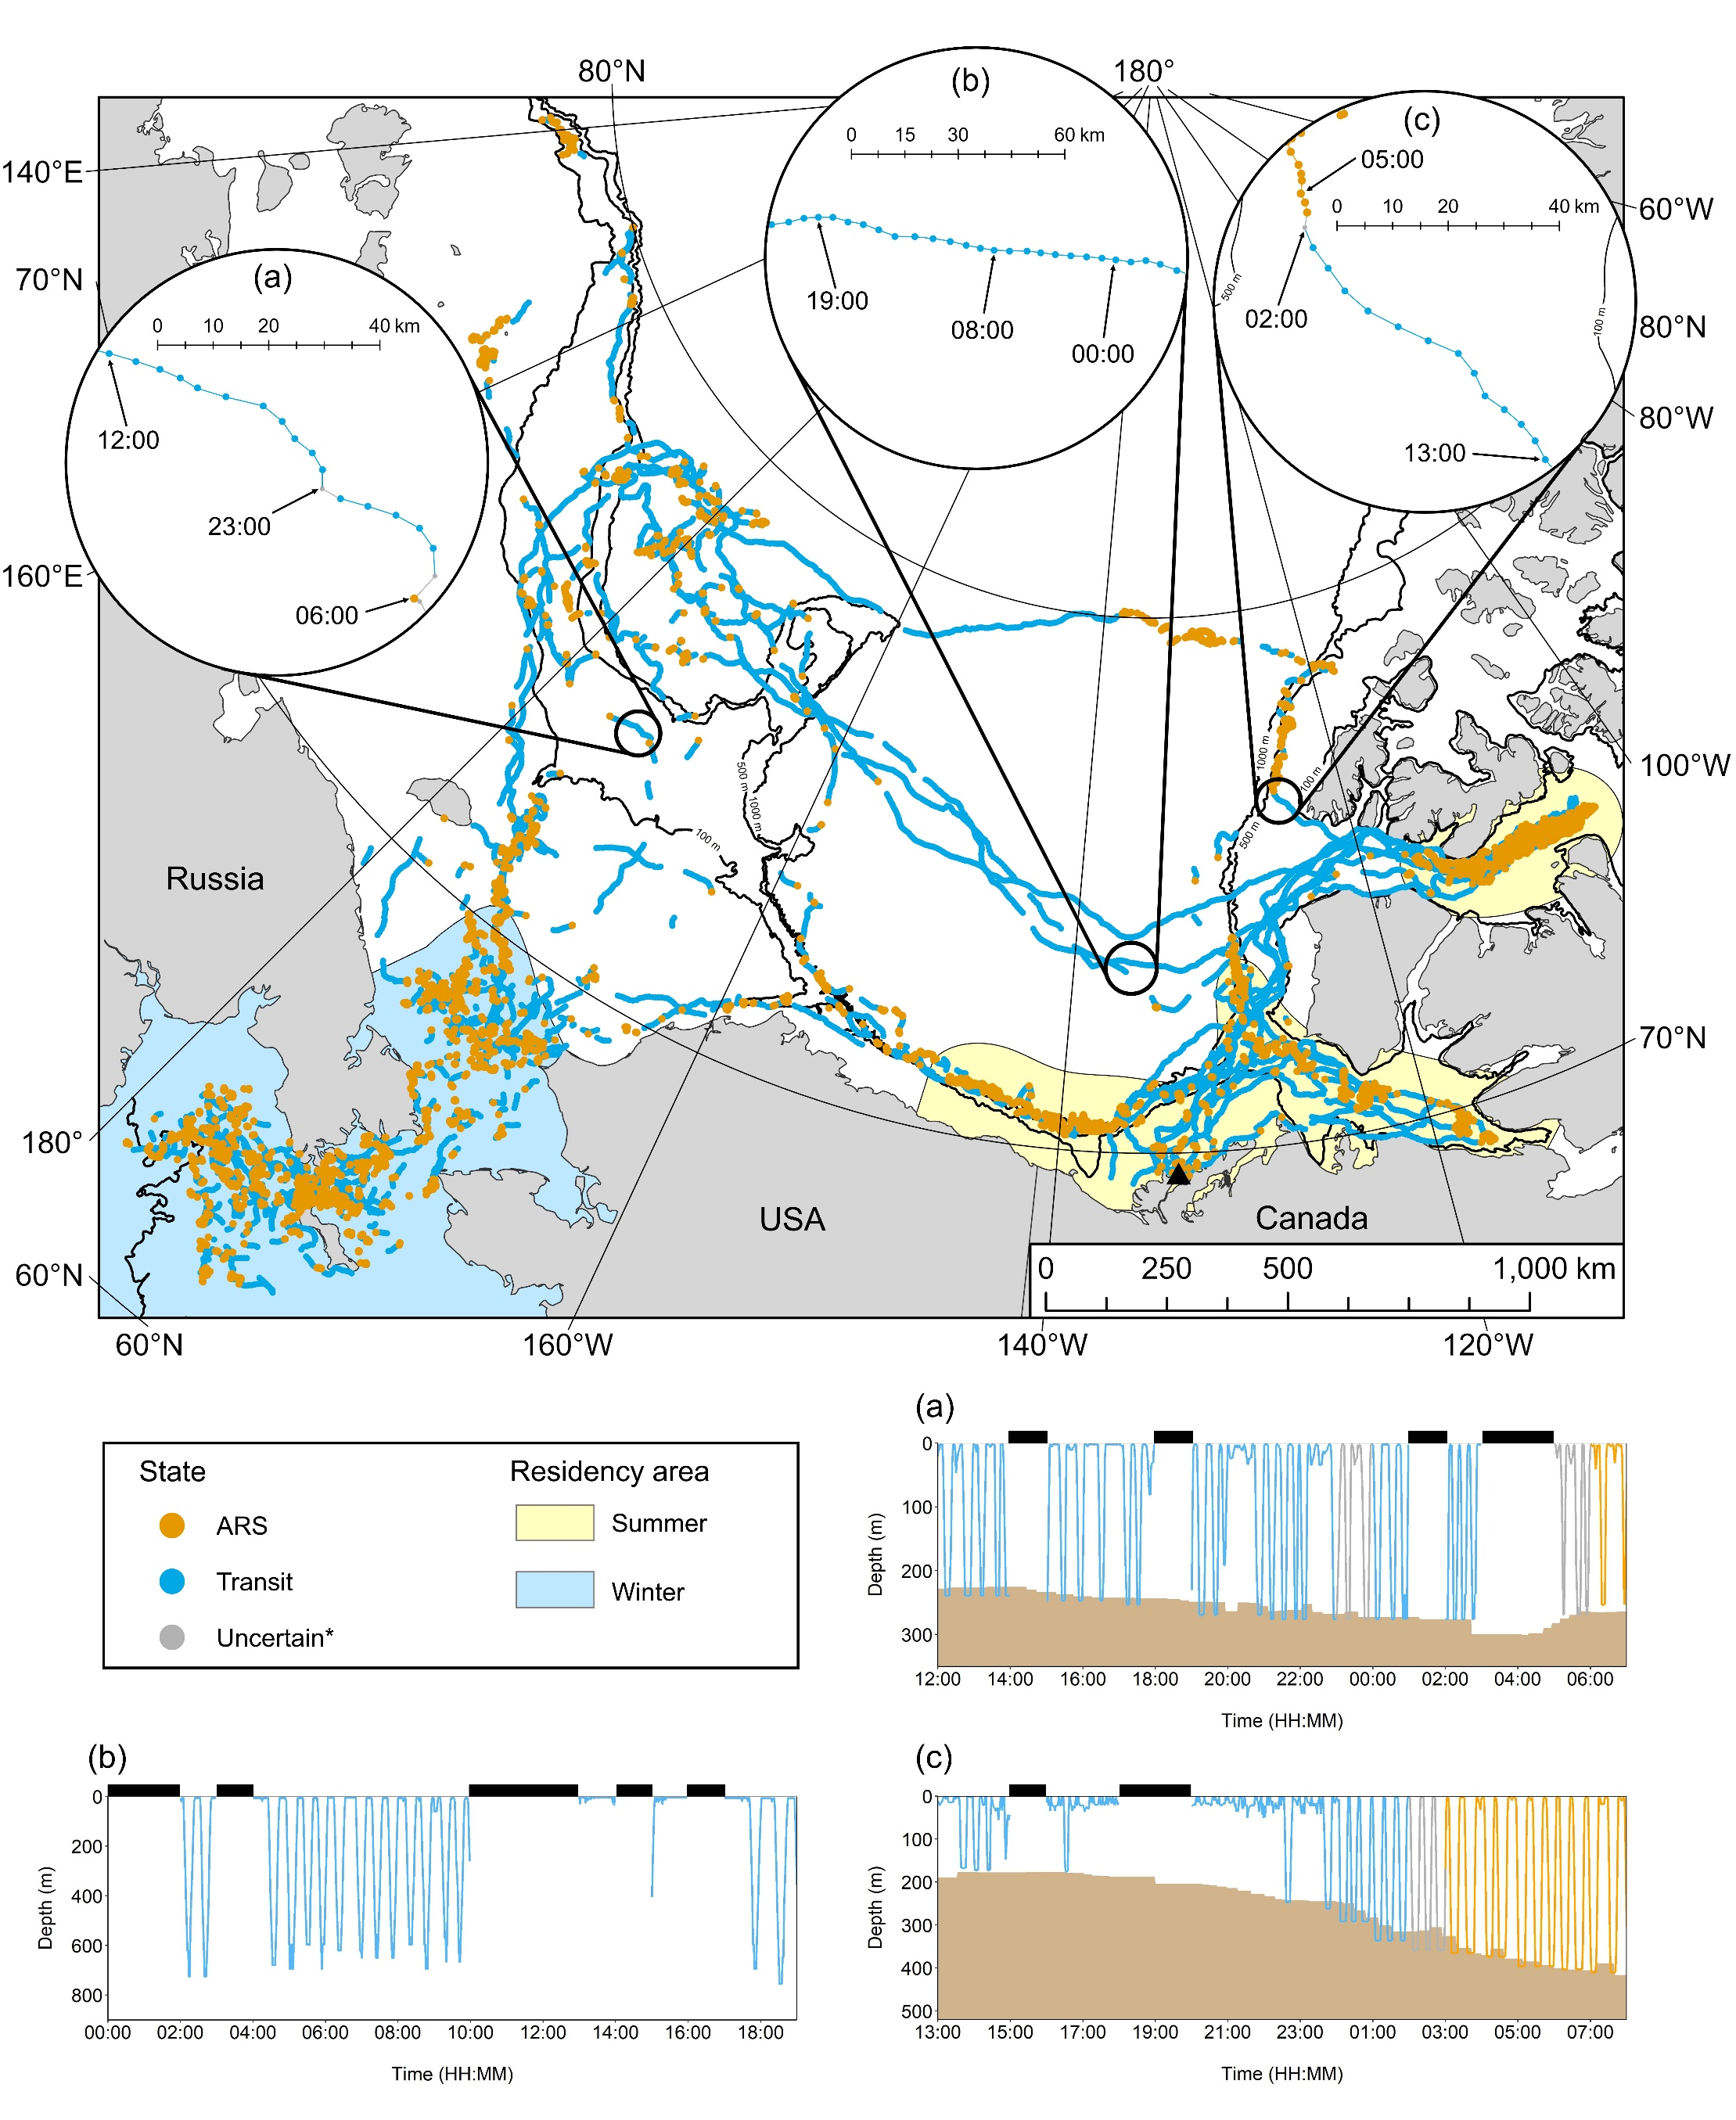 80°N
180°
(b)
(c)
0 15 30 60 km
05:00
140°E
60°W
0 10 20 40 km
70°N
(a)
500 m
19:00
02:00
0 10 20 40 km
08:00
100 m
80°N
00:00
12:00
80°W
13:00
23:00
160°E
06:00
1000 m
100 m
100°W
500 m
1000 m
100 m
500 m
Russia
70°N
180°
USA
Canada
60°N
0 250 500 1,000 km
60°N
160°W
140°W
120°W
State
ARS
Transit
Uncertain*
Residency area
Summer
Winter
(a)
Depth (m)
0
100
200
300
12:00 14:00 16:00 18:00 20:00 22:00 00:00 02:00 04:00 06:00
Time (HH:MM)
(b)
Depth (m)
0
200
400
600
800
00:00 02:00 04:00 06:00 08:00 10:00 12:00 14:00 16:00 18:00
Time (HH:MM)
(c)
Depth (m)
0
100
200
300
400
500
13:00 15:00 17:00 19:00 21:00 23:00 01:00 03:00 05:00 07:00
Time (HH:MM)